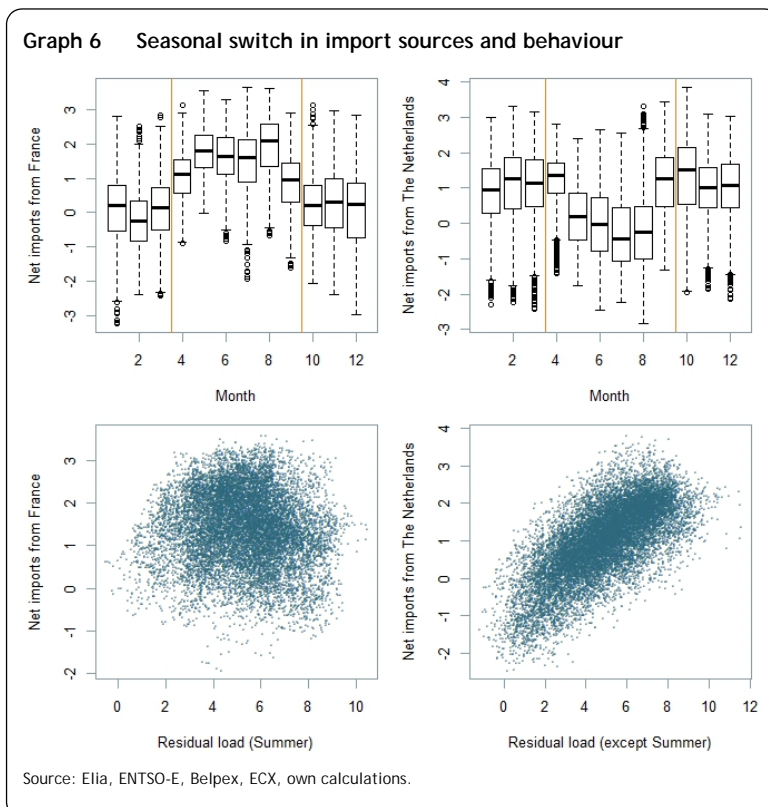 Graph 6 Seasonal switch in import sources and behaviour
Net imports from France
3
2
1
0
-1
-2
-3
2 4 6 8 10 12
Month
Net imports from The Netherlands
4
3
2
1
0
-1
-2
-3
2 4 6 8 10 12
Month
Net imports from France
3
2
1
0
-1
-2
0 2 4 6 8 10
Residual load (Summer)
Net imports from The Netherlands
4
3
2
1
0
-1
-2
0 2 4 6 8 10 12
Residual load (except Summer)
Source: Elia, ENTSO-E, Belpex, ECX, own calculations.